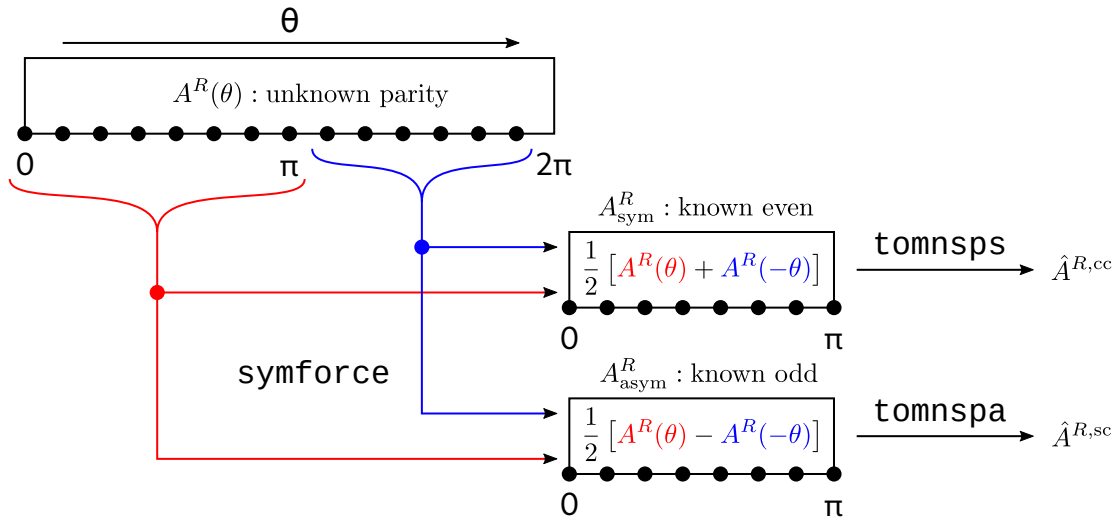 θ
A^R(θ) : unknown parity
0 π 2π
A^R_sym : known even
1/2 [A^R(θ) + A^R(−θ)]
tomnsps
Â^{R,cc}
0 π
symforce
A^R_asym : known odd
1/2 [A^R(θ) − A^R(−θ)]
tomnspa
Â^{R,sc}
0 π